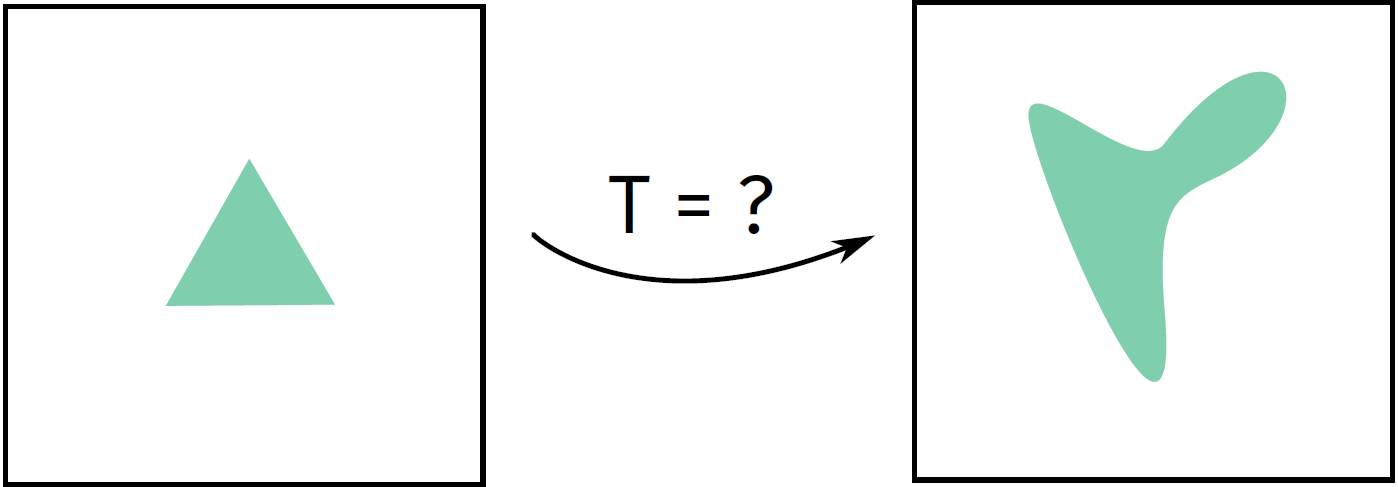 T = ?